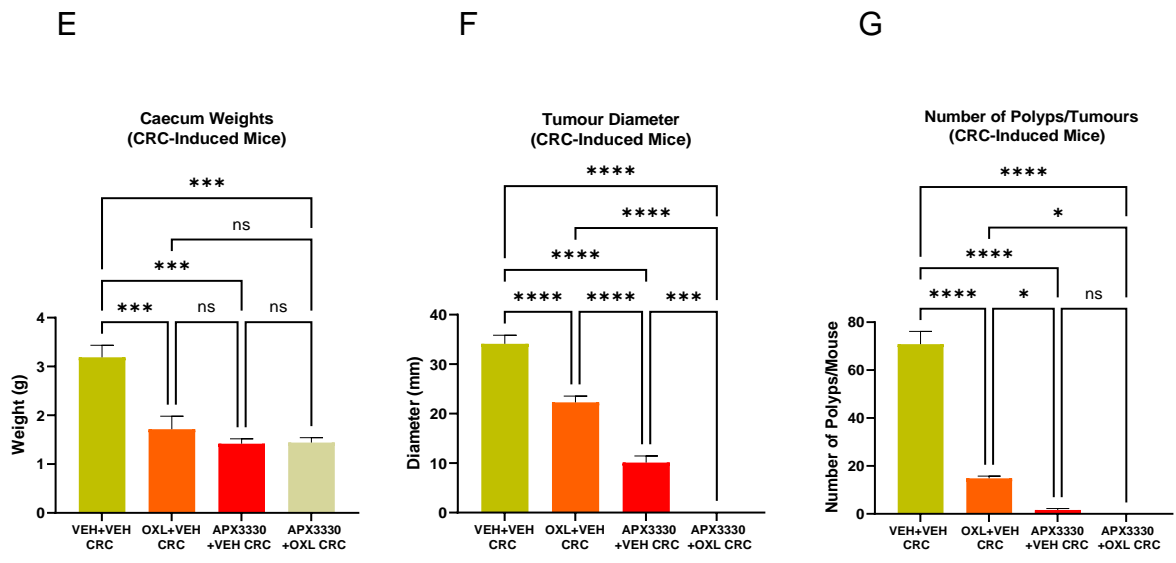 E
Caecum Weights
(CRC-Induced Mice)
***
ns
***
***
ns
ns
Weight (g)
4
3
2
1
0
VEH+VEH
CRC
OXL+VEH
CRC
APX3330
+VEH CRC
APX3330
+OXL CRC
F
Tumour Diameter
(CRC-Induced Mice)
****
****
****
****
****
***
Diameter (mm)
40
30
20
10
0
VEH+VEH
CRC
OXL+VEH
CRC
APX3330
+VEH CRC
APX3330
+OXL CRC
G
Number of Polyps/Tumours
(CRC-Induced Mice)
****
*
****
****
*
ns
Number of Polyps/Mouse
80
60
40
20
0
VEH+VEH
CRC
OXL+VEH
CRC
APX3330
+VEH CRC
APX3330
+OXL CRC